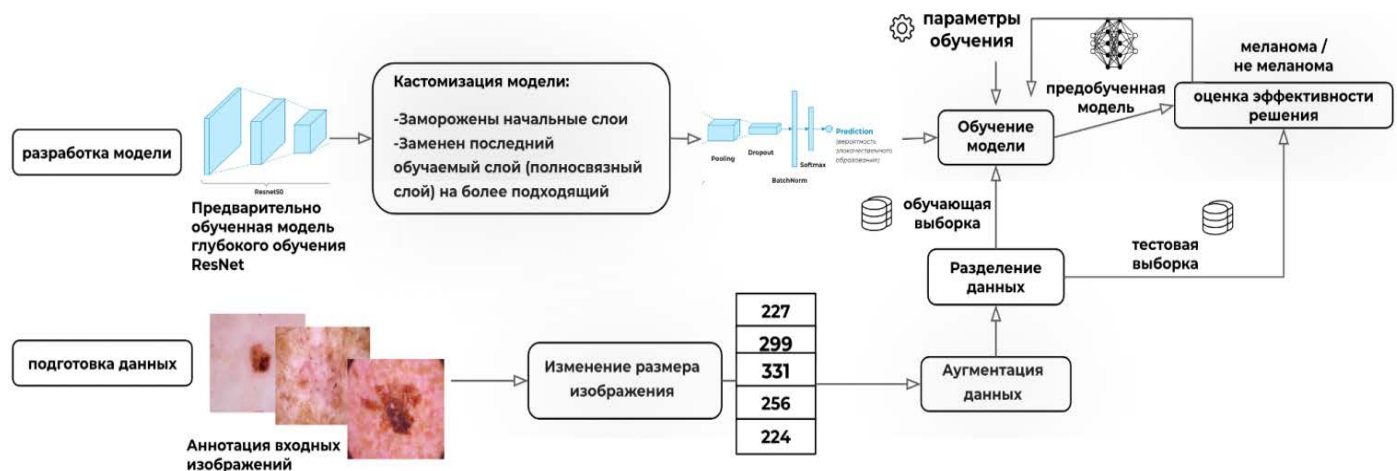 параметры
обучения
меланома /
не меланома
предобученная
модель
оценка эффективности
решения
разработка модели
Resnet50
Предварительно
обученная модель
глубокого обучения
ResNet
Кастомизация модели:
-Заморожены начальные слои
-Заменен последний
обучаемый слой (полносвязный
слой) на более подходящий
Pooling
Dropout
BatchNorm
Softmax
Prediction
(вероятность
злокачественного
образования)
Обучение
модели
обучающая
выборка
тестовая
выборка
Разделение
данных
подготовка данных
Аннотация входных
изображений
Изменение размера
изображения
227
299
331
256
224
Аугментация
данных